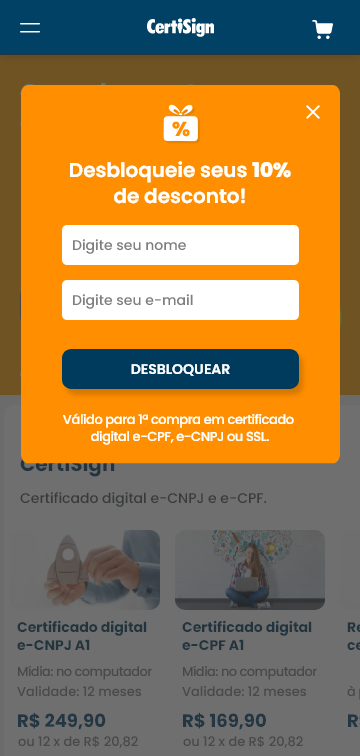 CertiSign
%
Desbloqueie seus 10%
de desconto!
Digite seu nome
Digite seu e-mail
DESBLOQUEAR
Válido para 1ª compra em certificado
digital e-CPF, e-CNPJ ou SSL.
CertiSign
Certificado digital e-CNPJ e e-CPF.
Certificado digital
e-CNPJ A1
Mídia: no computador
Validade: 12 meses
R$ 249,90
ou 12 x de R$ 20,82
Certificado digital
e-CPF A1
Mídia: no computador
Validade: 12 meses
R$ 169,90
ou 12 x de R$ 20,82